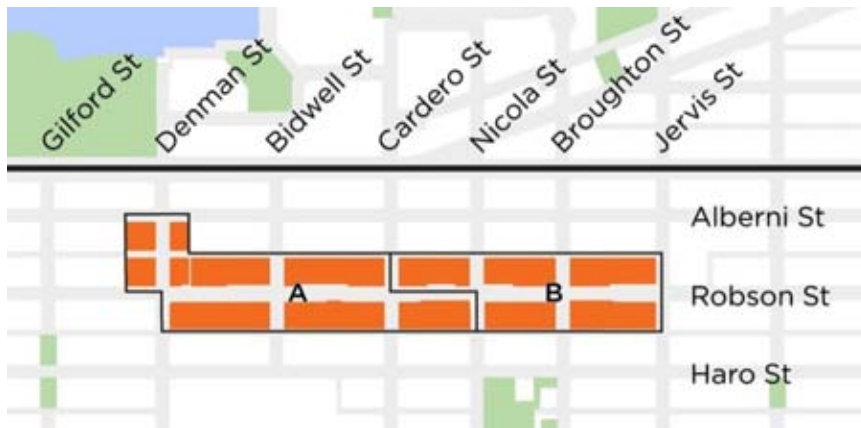 Gilford St
Denman St
Bidwell St
Cardero St
Nicola St
Broughton St
Jervis St
Alberni St
A
B
Robson St
Haro St